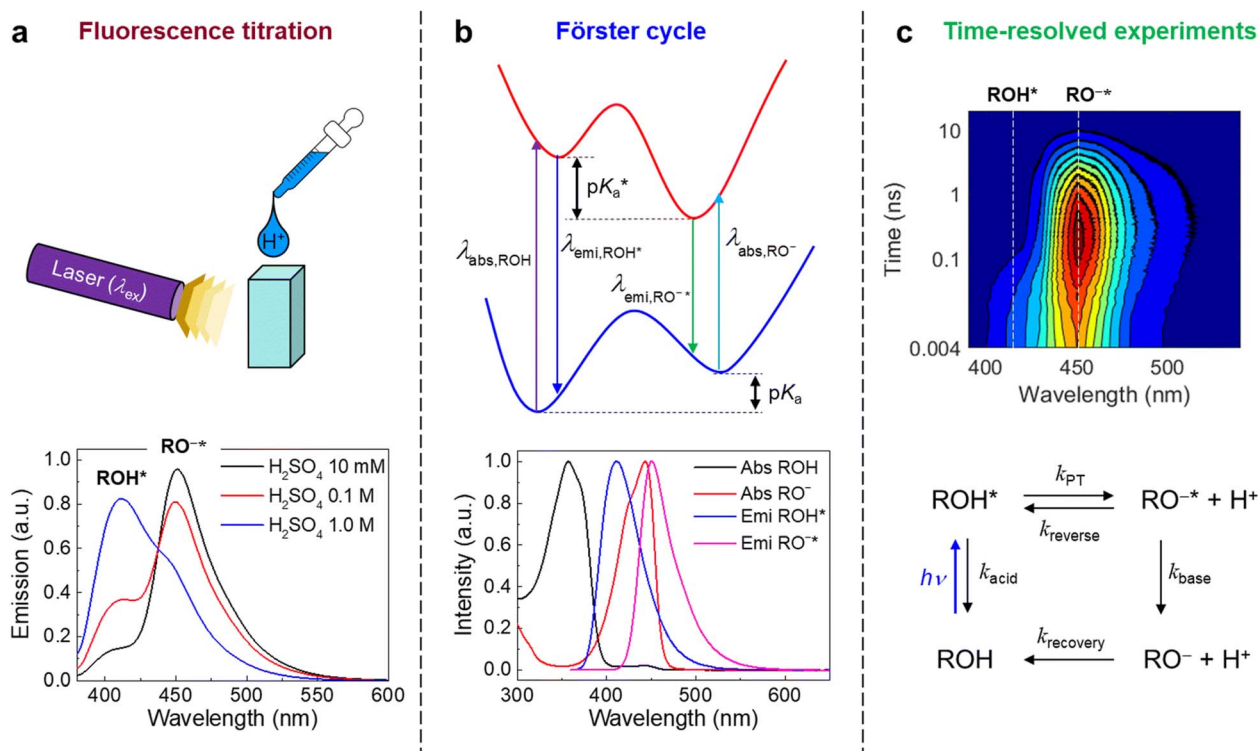 a Fluorescence titration
H⁺
Laser (λex)
RO⁻*
ROH*
H₂SO₄ 10 mM
H₂SO₄ 0.1 M
H₂SO₄ 1.0 M
Emission (a.u.)
1.0
0.8
0.6
0.4
0.2
0.0
400 450 500 550 600
Wavelength (nm)
b Förster cycle
pKa*
λabs,ROH
λemi,ROH*
λabs,RO⁻
λemi,RO⁻*
pKa
Abs ROH
Abs RO⁻
Emi ROH*
Emi RO⁻*
Intensity (a.u.)
1.0
0.8
0.6
0.4
0.2
0.0
300 400 500 600
Wavelength (nm)
c Time-resolved experiments
ROH* RO⁻*
Time (ns)
10
1
0.1
0.004
400 450 500
Wavelength (nm)
kPT
ROH* RO⁻* + H⁺
kreverse
hν kacid kbase
krecovery
ROH RO⁻ + H⁺